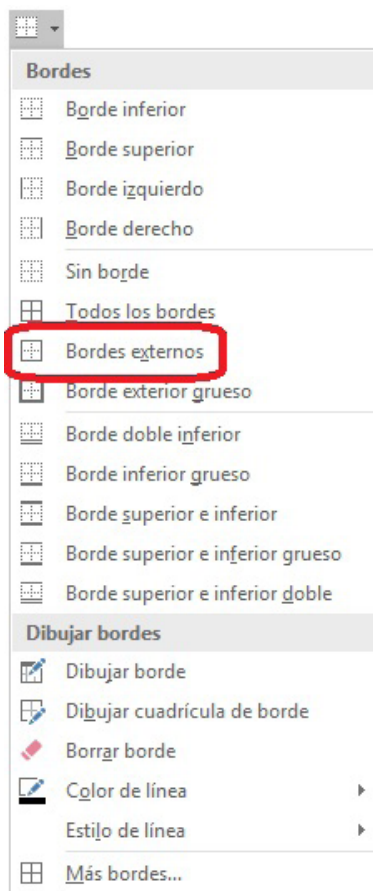 Bordes
Borde inferior
Borde superior
Borde izquierdo
Borde derecho
Sin borde
Todos los bordes
Bordes externos
Borde exterior grueso
Borde doble inferior
Borde inferior grueso
Borde superior e inferior
Borde superior e inferior grueso
Borde superior e inferior doble
Dibujar bordes
Dibujar borde
Dibujar cuadrícula de borde
Borrar borde
Color de línea
Estilo de línea
Más bordes...